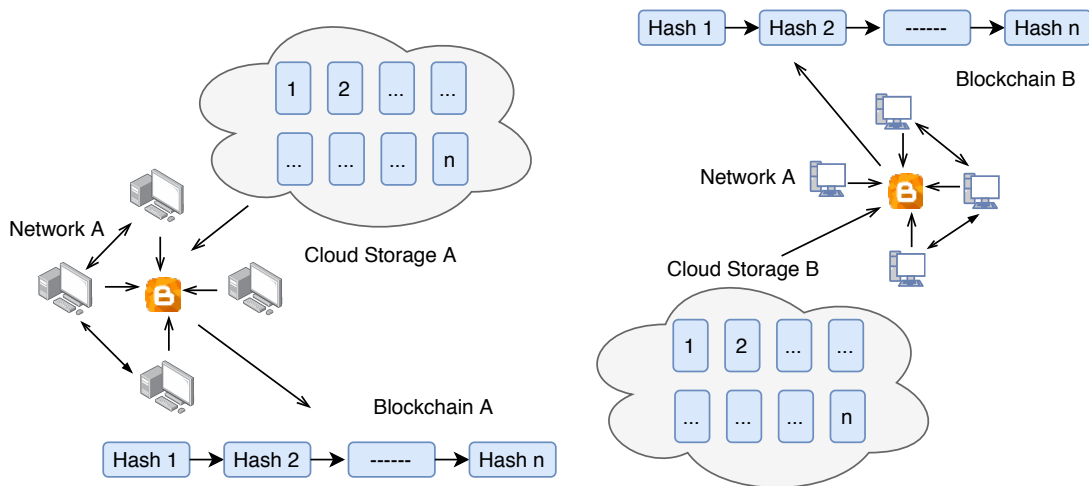 1 2 ... ...
... ... ... n
Cloud Storage A
Network A
B
Blockchain A
Hash 1 Hash 2 ------ Hash n
Hash 1 Hash 2 ------ Hash n
Blockchain B
Network A
B
Cloud Storage B
1 2 ... ...
... ... ... n